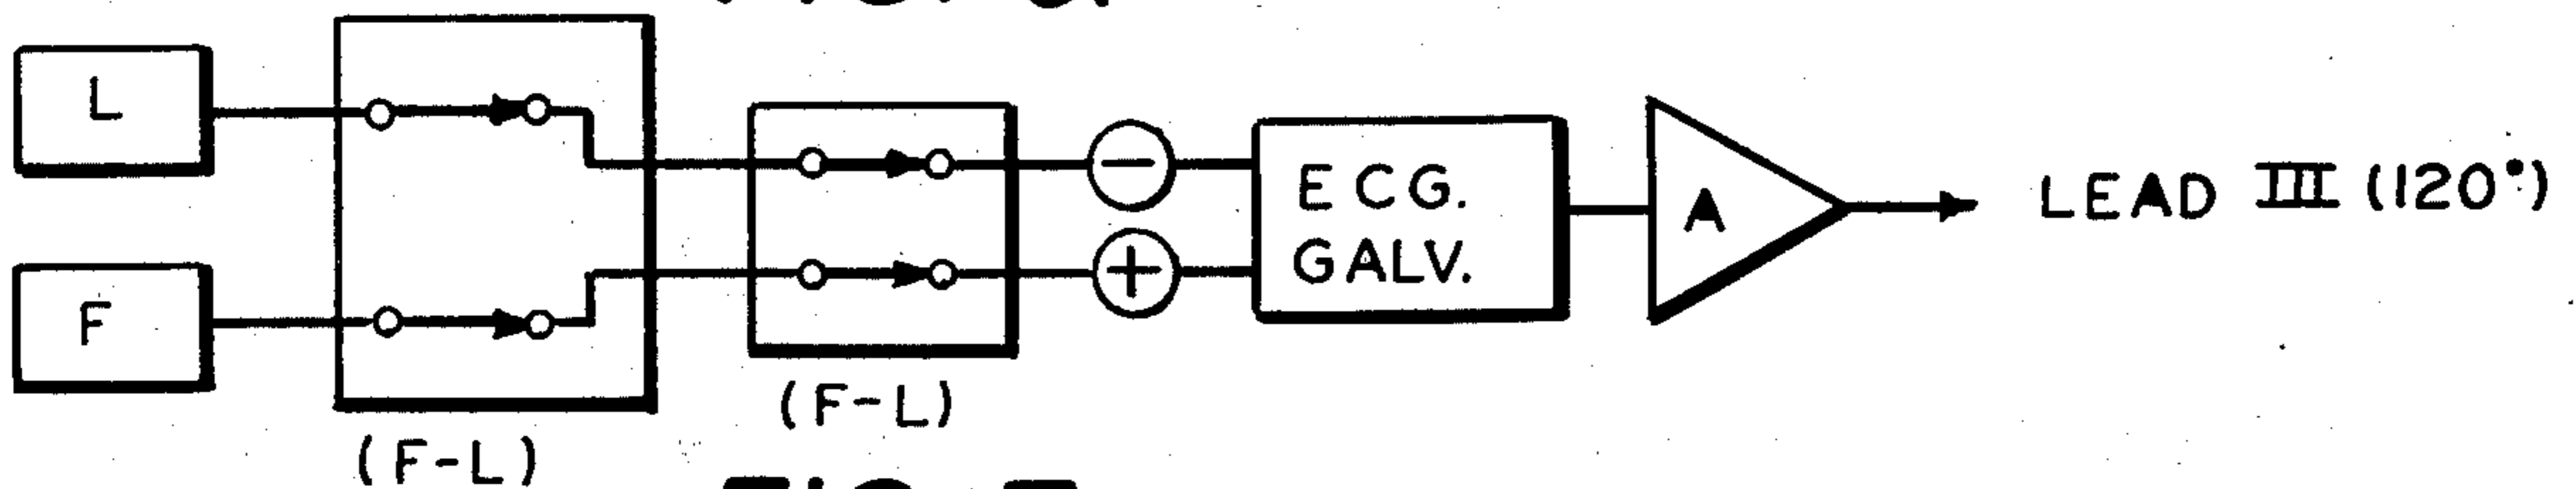 L
F
(F-L)
(F-L)
−
+
E C G.
GALV.
A
LEAD III (120°)